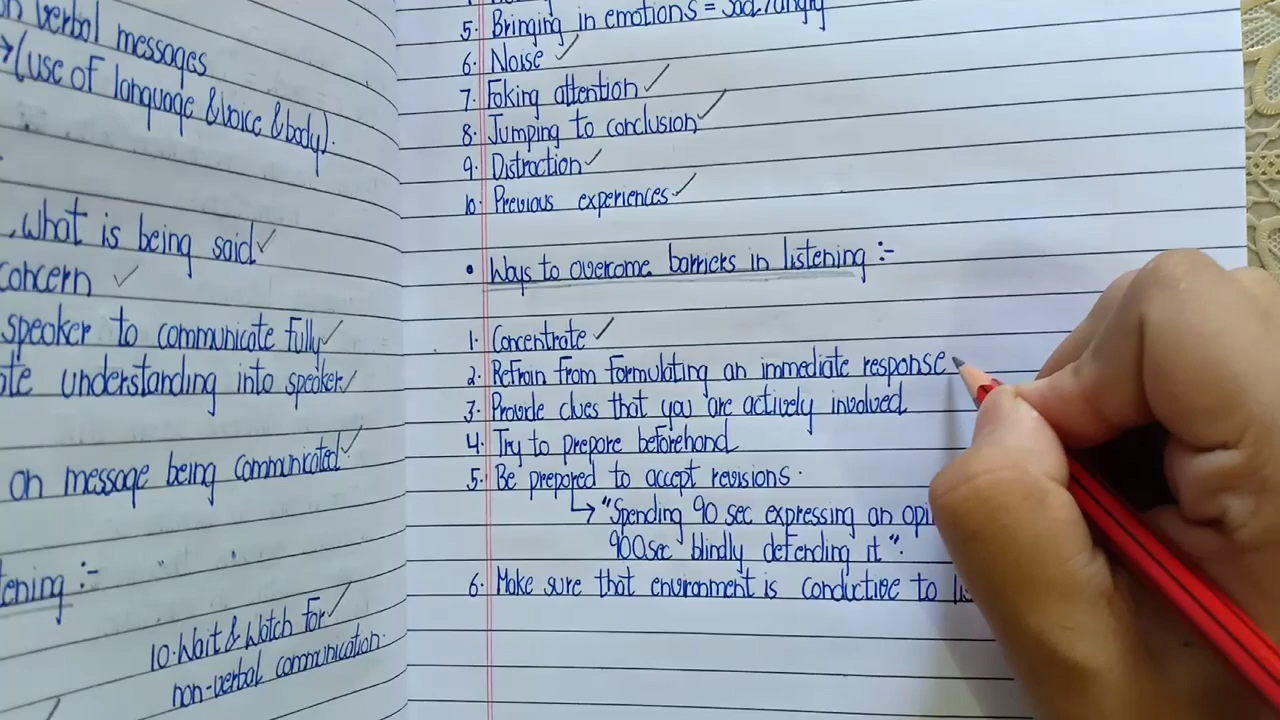 verbal messages
→(use of language & voice & body).
what is being said
concern
speaker to communicate fully
understanding into speaker
on message being communicated
10. Wait & Watch for
non-verbal communication.
5. Bringing in emotions = sad/angry
6. Noise
7. Faking attention
8. Jumping to conclusion
9. Distraction
10. Previous experiences
• Ways to overcome barriers in listening :-
1. Concentrate
2. Refrain from formulating an immediate response
3. Provide clues that you are actively involved
4. Try to prepare beforehand
5. Be prepared to accept revisions.
↳ "Spending 90 sec expressing an
900sec blindly defending it".
6. Make sure that environment is conductive to